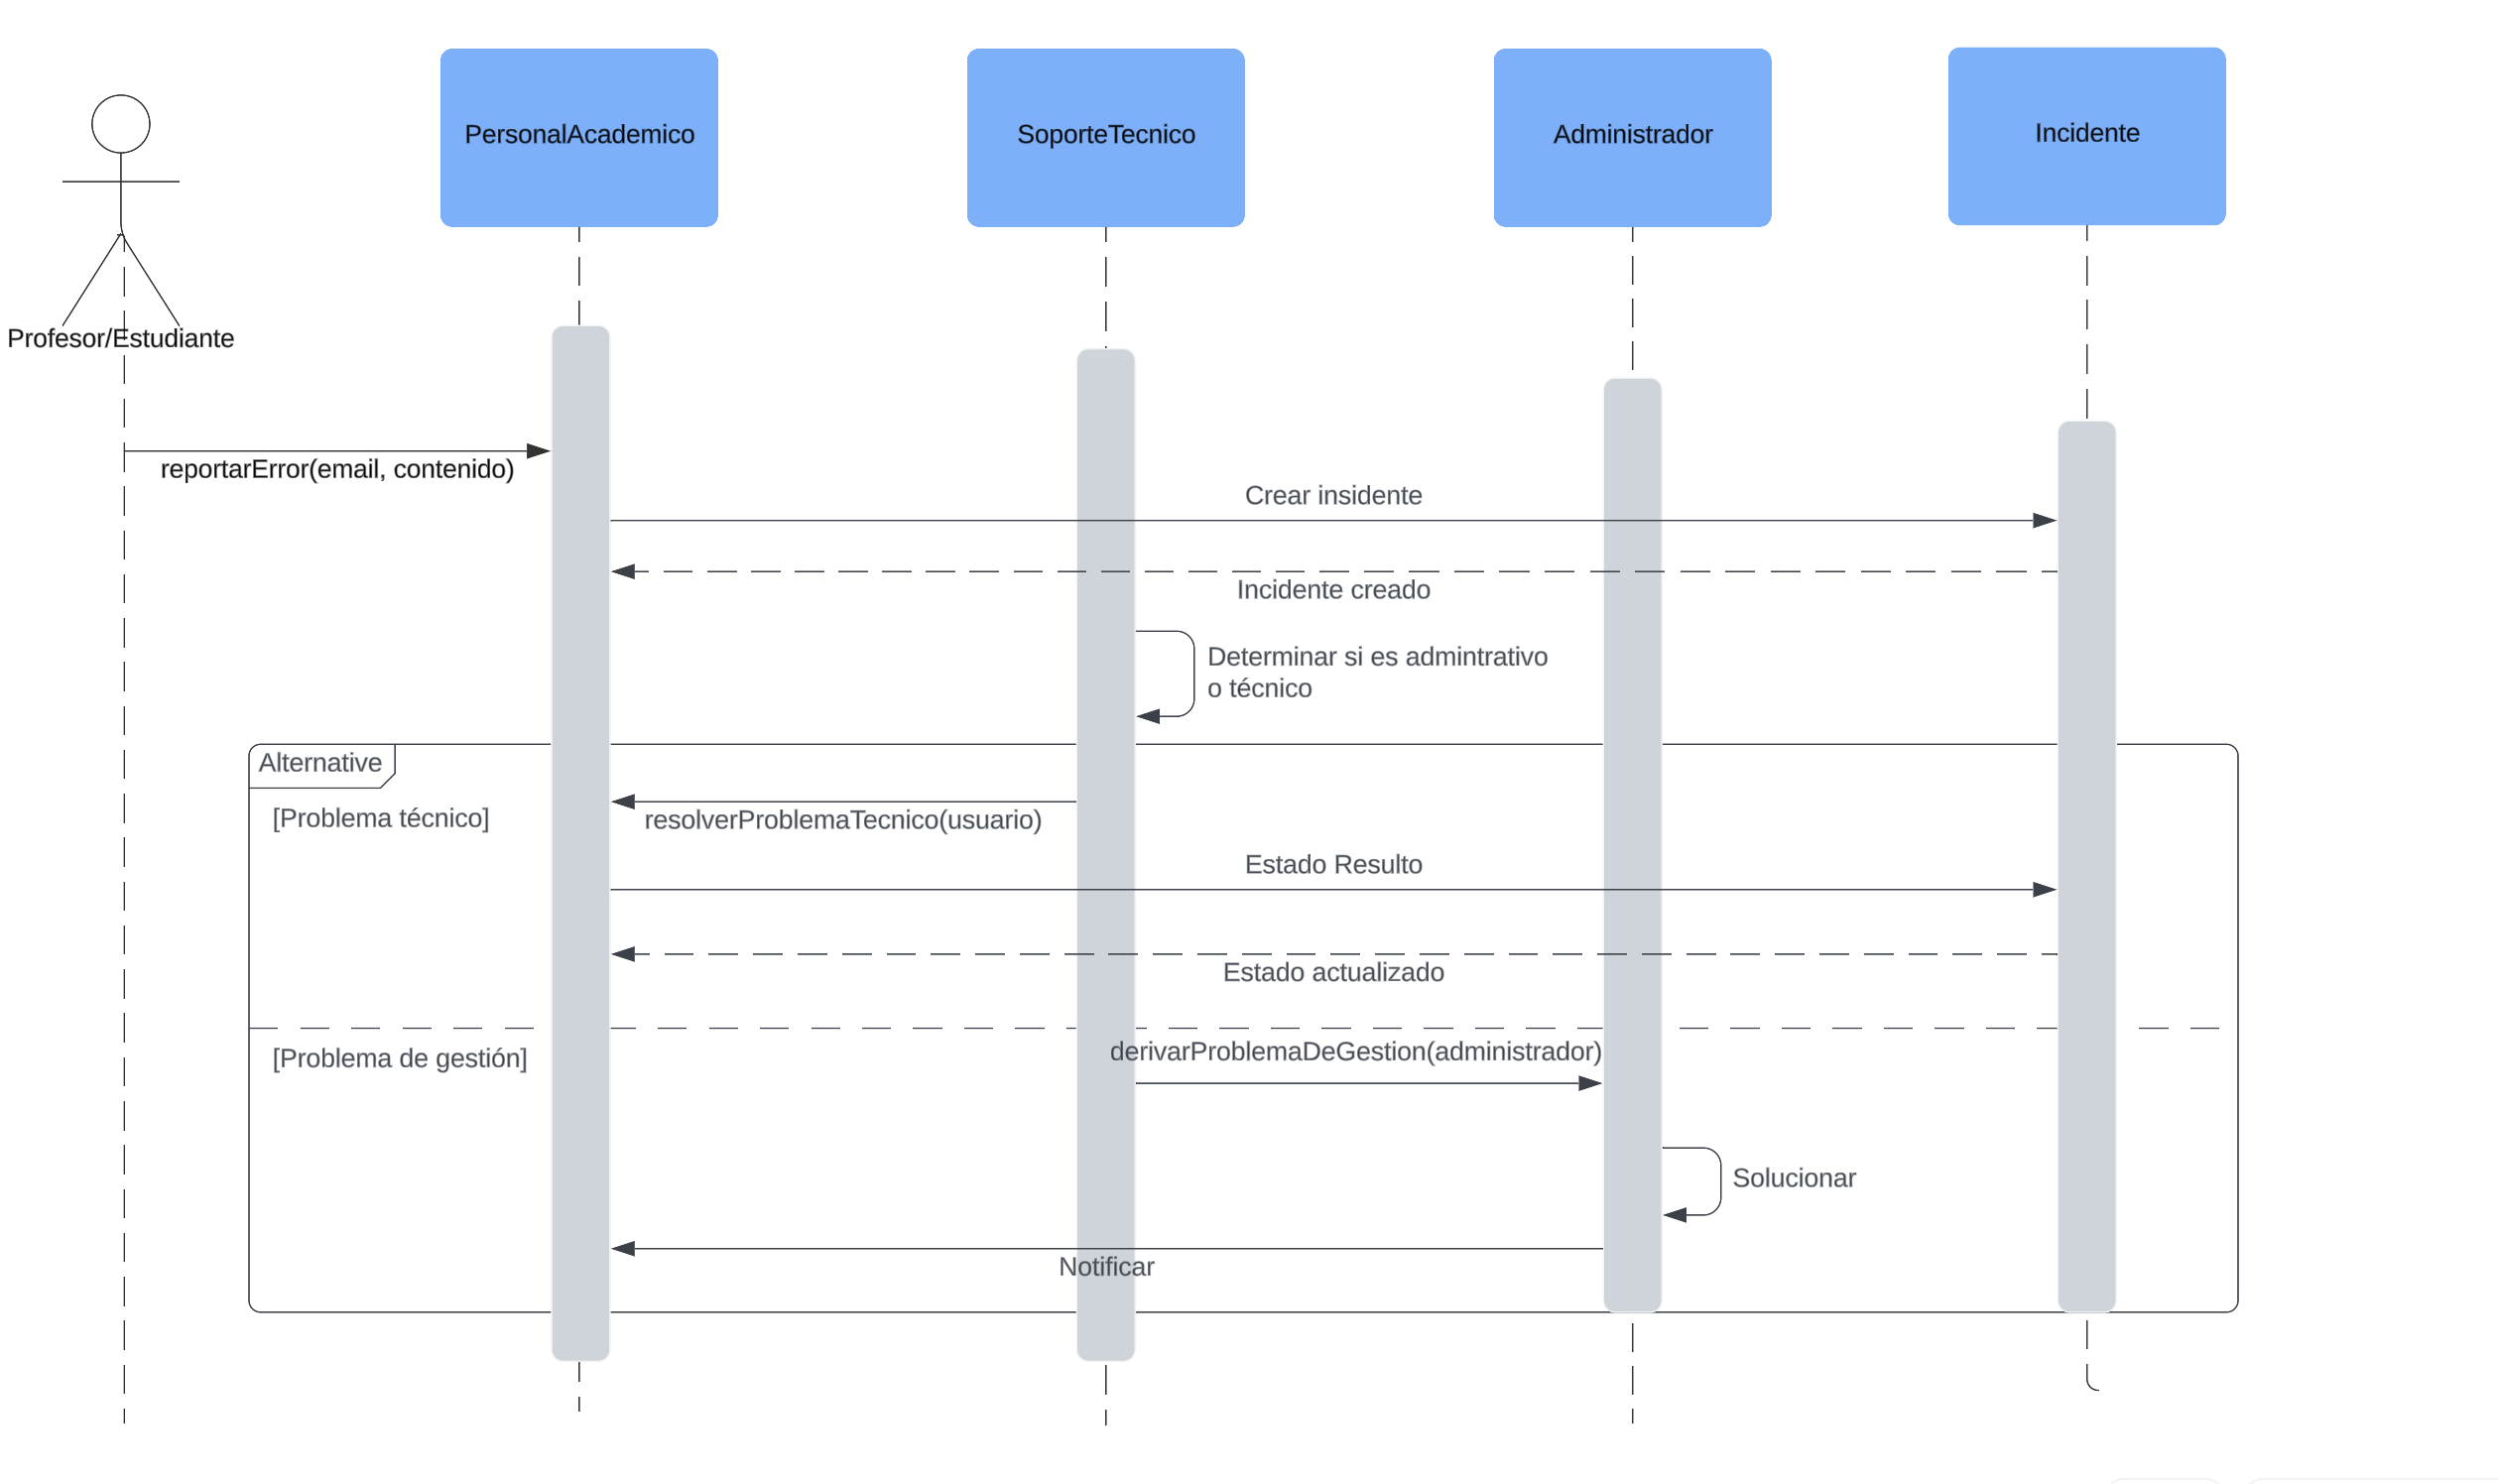 PersonalAcademico
SoporteTecnico
Administrador
Incidente
Profesor/Estudiante
reportarError(email, contenido)
Crear insidente
Incidente creado
Determinar si es admintrativo
o técnico
Alternative
[Problema técnico]
resolverProblemaTecnico(usuario)
Estado Resulto
Estado actualizado
[Problema de gestión]
derivarProblemaDeGestion(administrador)
Solucionar
Notificar